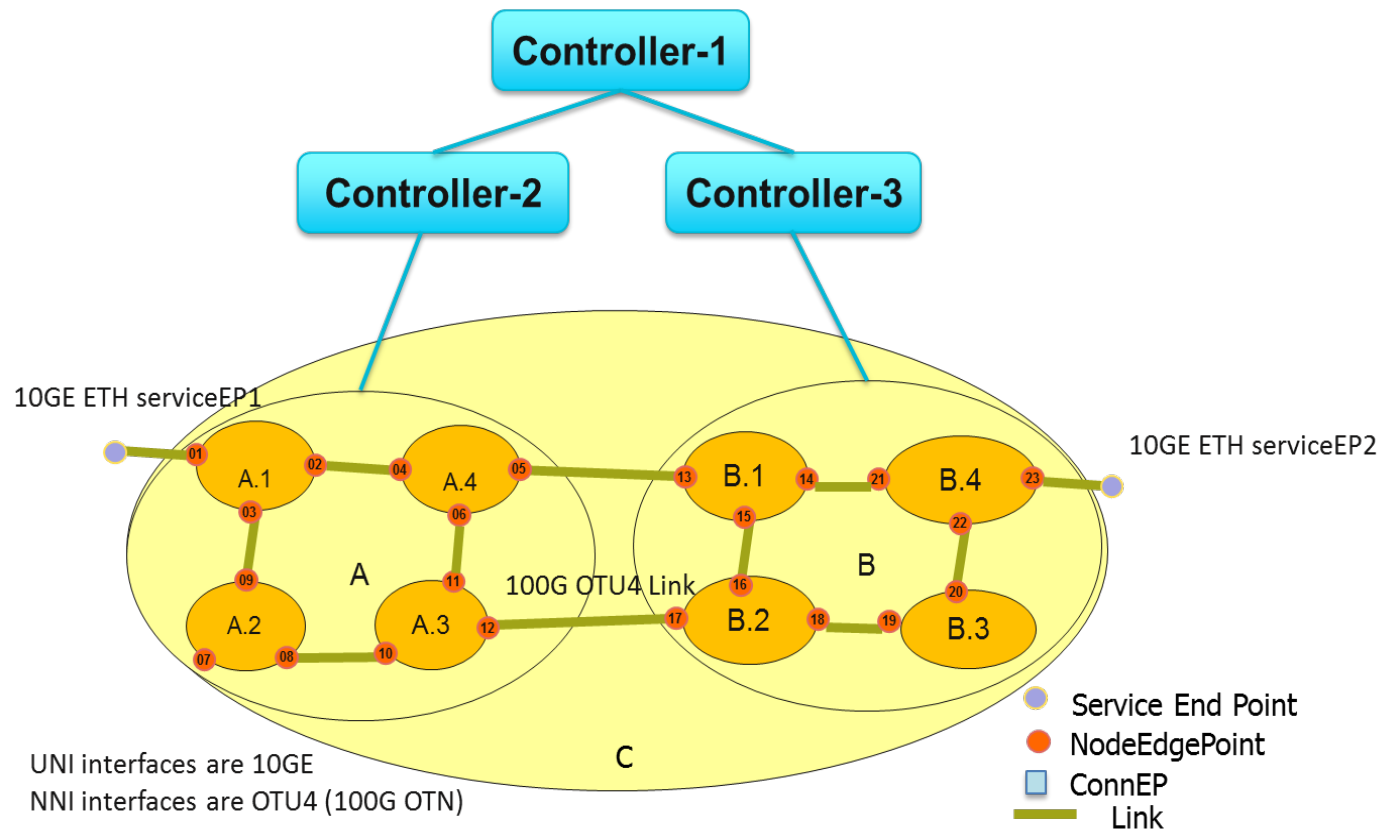 Controller-1
Controller-2
Controller-3
10GE ETH serviceEP1
10GE ETH serviceEP2
01
A.1
02
04
A.4
05
13
B.1
14
21
B.4
23
03
06
15
22
A
B
09
11
100G OTU4 Link
16
20
A.2
A.3
12
17
B.2
18
19
B.3
07
08
10
C
Service End Point
NodeEdgePoint
ConnEP
Link
UNI interfaces are 10GE
NNI interfaces are OTU4 (100G OTN)